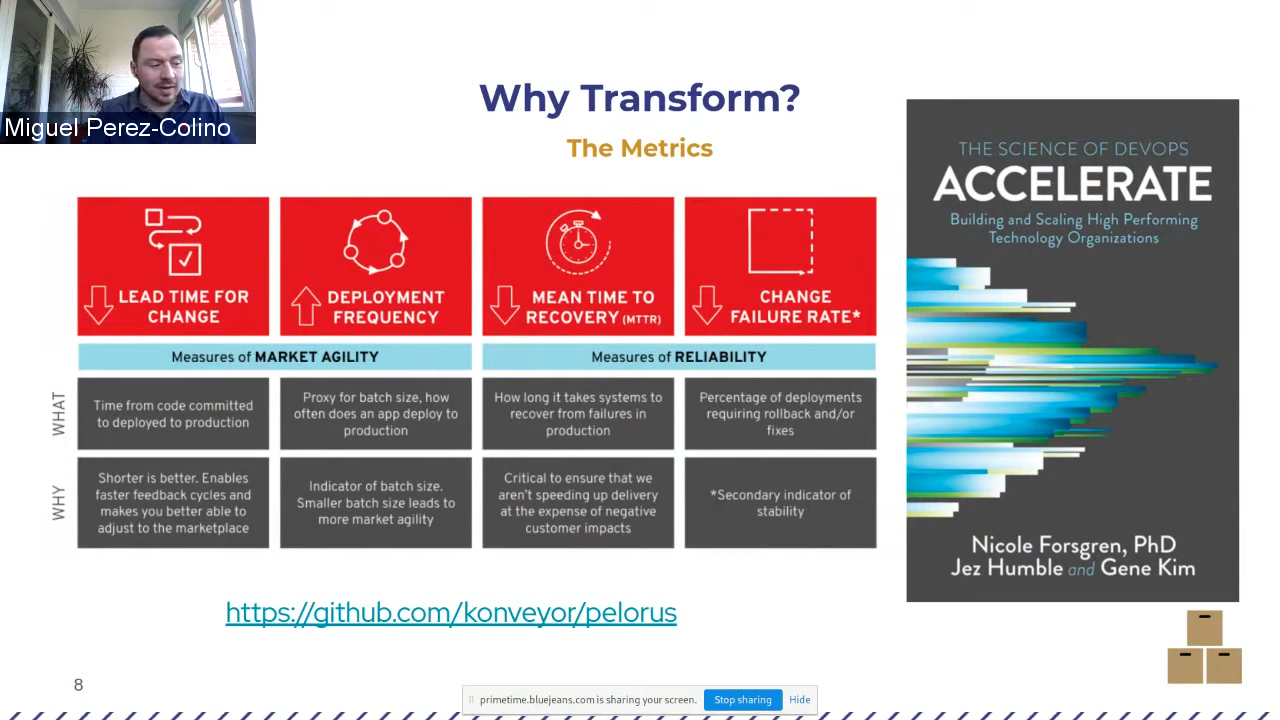 Miguel Perez-Colino
Why Transform?
The Metrics
LEAD TIME FOR
CHANGE
DEPLOYMENT
FREQUENCY
MEAN TIME TO
RECOVERY (MTTR)
CHANGE
FAILURE RATE*
Measures of MARKET AGILITY
Measures of RELIABILITY
WHAT
Time from code committed
to deployed to production
Proxy for batch size, how
often does an app deploy to
production
How long it takes systems to
recover from failures in
production
Percentage of deployments
requiring rollback and/or
fixes
WHY
Shorter is better. Enables
faster feedback cycles and
makes you better able to
adjust to the marketplace
Indicator of batch size.
Smaller batch size leads to
more market agility
Critical to ensure that we
aren't speeding up delivery
at the expense of negative
customer impacts
*Secondary indicator of
stability
THE SCIENCE OF DEVOPS
ACCELERATE
Building and Scaling High Performing
Technology Organizations
Nicole Forsgren, PhD
Jez Humble and Gene Kim
https://github.com/konveyor/pelorus
8
primetime.bluejeans.com is sharing your screen.
Stop sharing
Hide